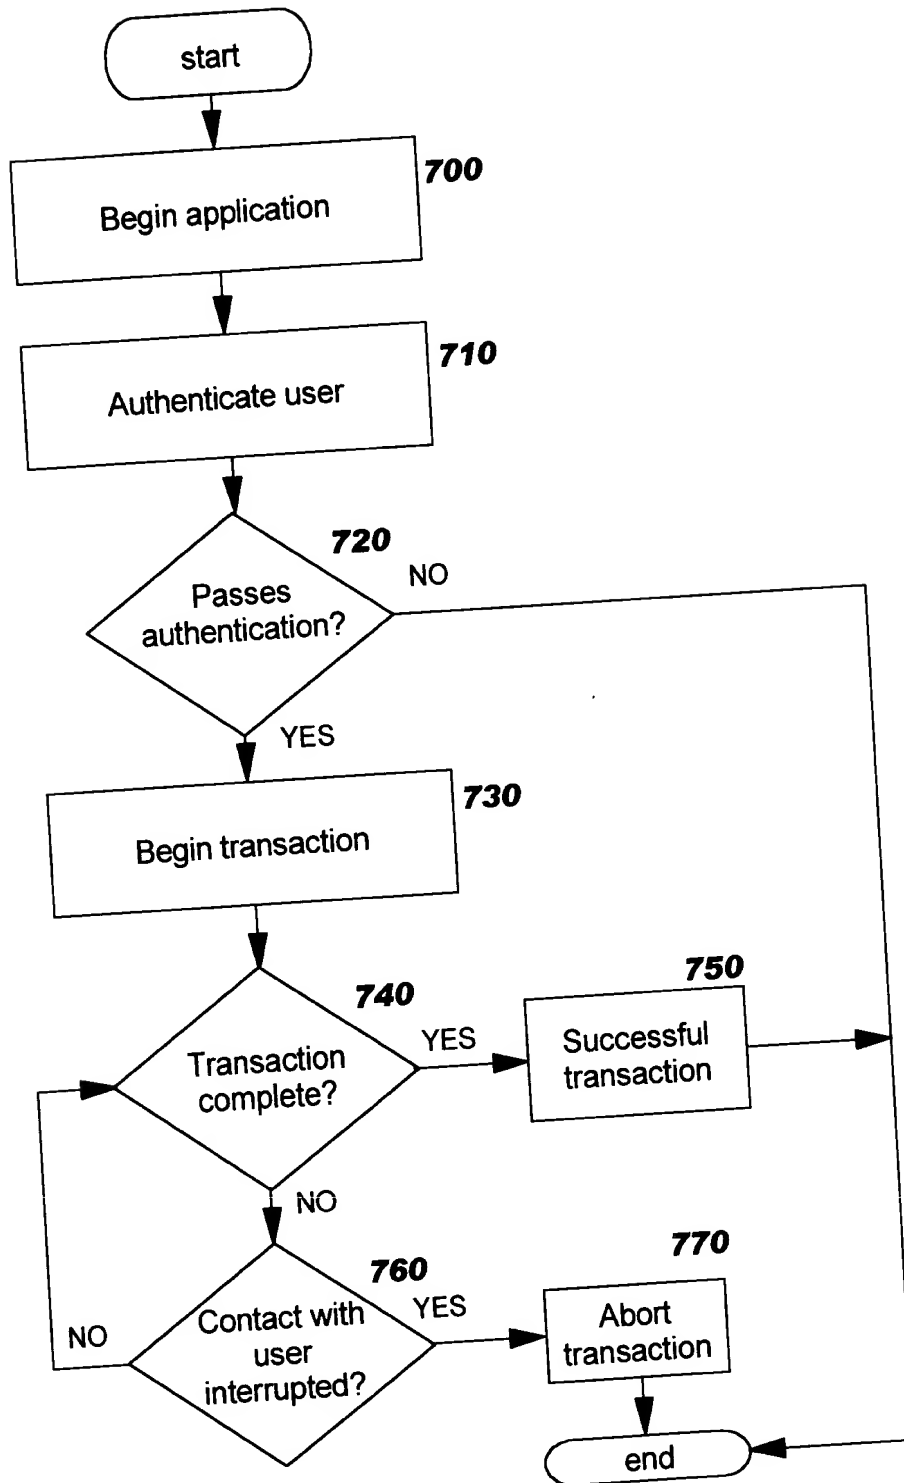 start
700
Begin application
710
Authenticate user
720
NO
Passes
authentication?
YES
730
Begin transaction
740
750
YES
Transaction
complete?
Successful
transaction
NO
760
770
YES
NO
Contact with
user
interrupted?
Abort
transaction
end